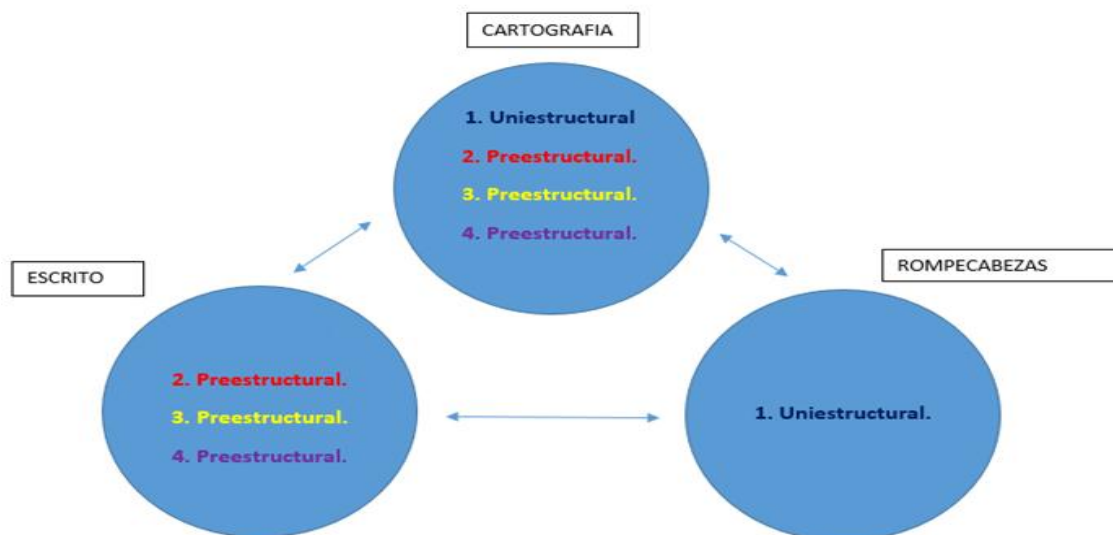 CARTOGRAFIA
1. Uniestructural
2. Preestructural.
3. Preestructural.
4. Preestructural.
ESCRITO
2. Preestructural.
3. Preestructural.
4. Preestructural.
ROMPECABEZAS
1. Uniestructural.